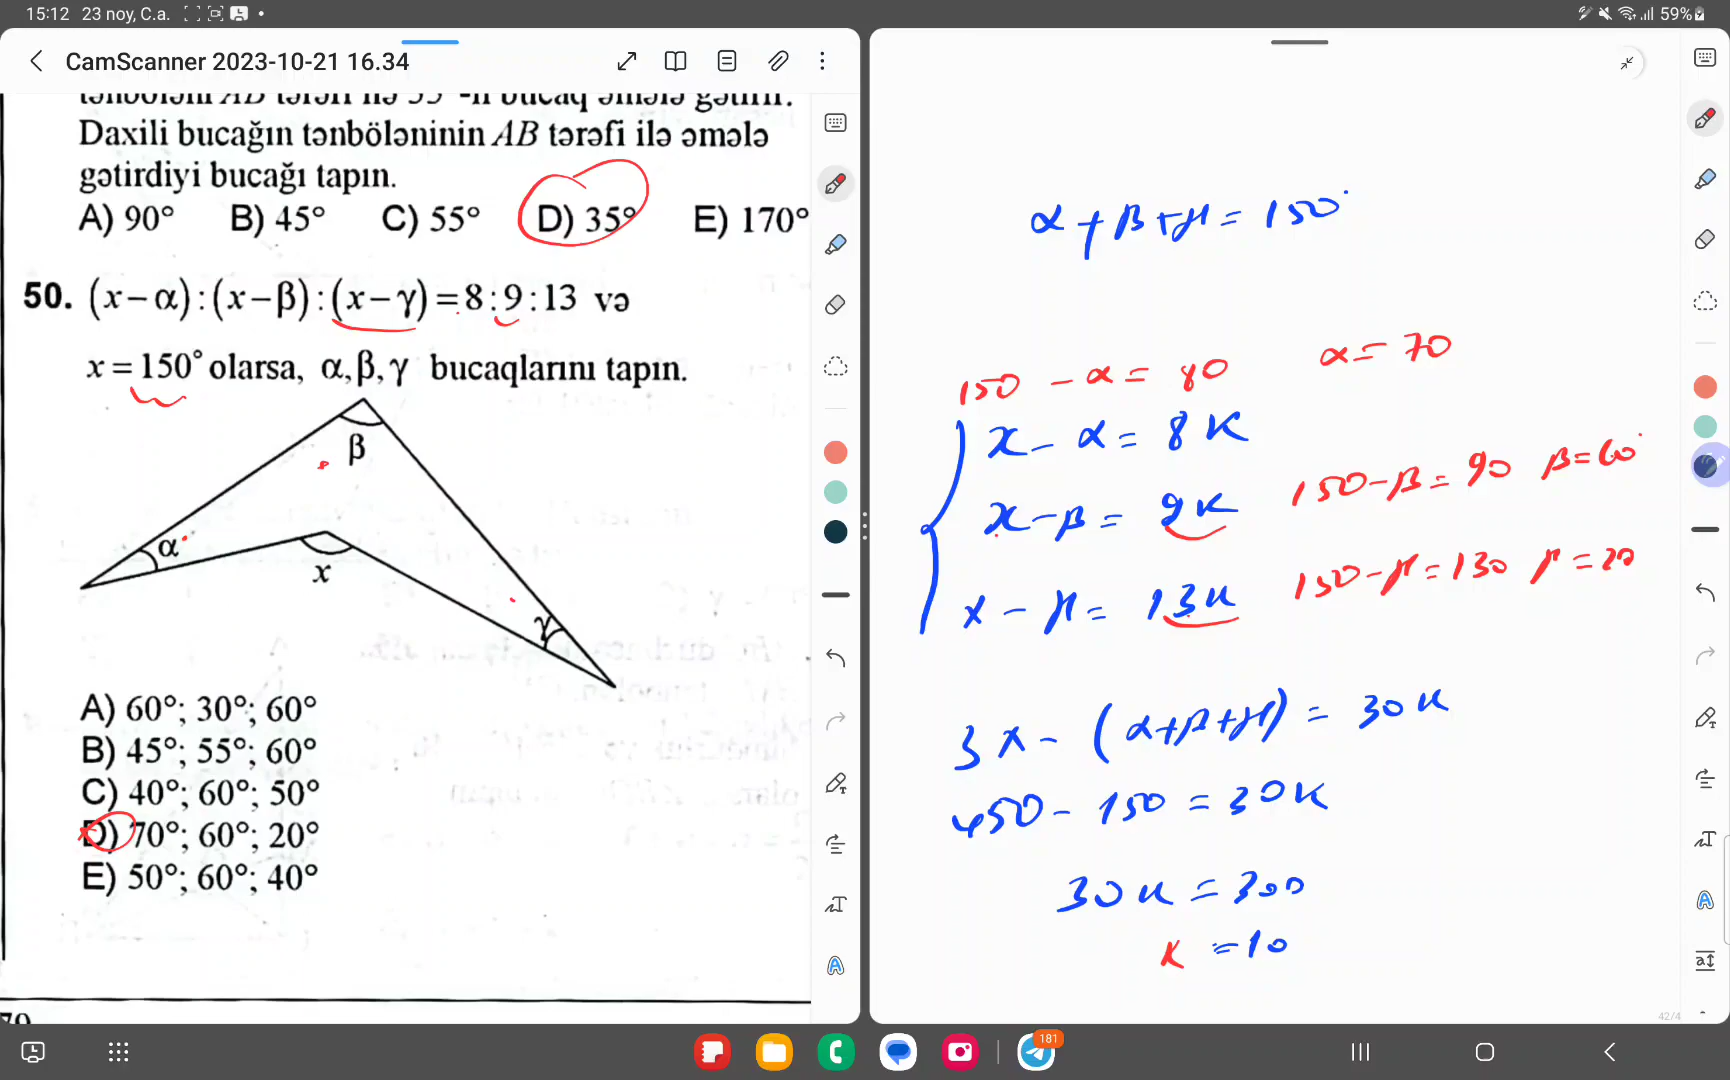 15:12 23 noy, C.a.
59%
CamScanner 2023-10-21 16.34
Daxili bucağın tənböləninin AB tərəfi ilə əmələ
gətirdiyi bucağı tapın.
A) 90° B) 45° C) 55° D) 35° E) 170°
50. (x−α):(x−β):(x−γ)=8:9:13 və
x=150° olarsa, α,β,γ bucaqlarını tapın.
β
α
x
γ
A) 60°; 30°; 60°
B) 45°; 55°; 60°
C) 40°; 60°; 50°
D) 70°; 60°; 20°
E) 50°; 60°; 40°
α+β+γ=150°
150-α=80 α=70
x-α=8K
x-β=9K 150-β=90 β=60°
x-γ=13K 150-γ=130 γ=20
3x-(α+β+γ)=30K
450-150=30K
30K=300
K=10
42/4
181